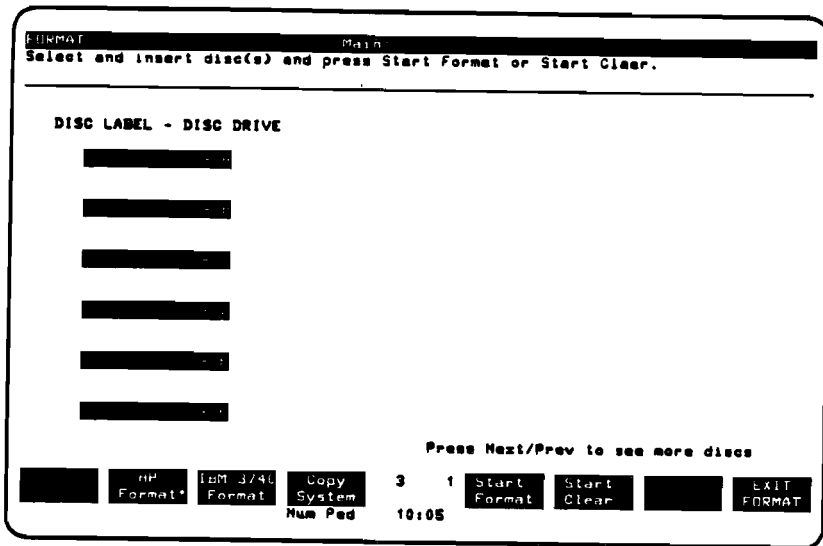 FORMAT Main
Select and insert disc(s) and press Start Format or Start Clear.
DISC LABEL - DISC DRIVE
Press Next/Prev to see more discs
HP Format* IBM 3740 Format Copy System 3 1 Start Format Start Clear EXIT FORMAT
Num Pad 10:05